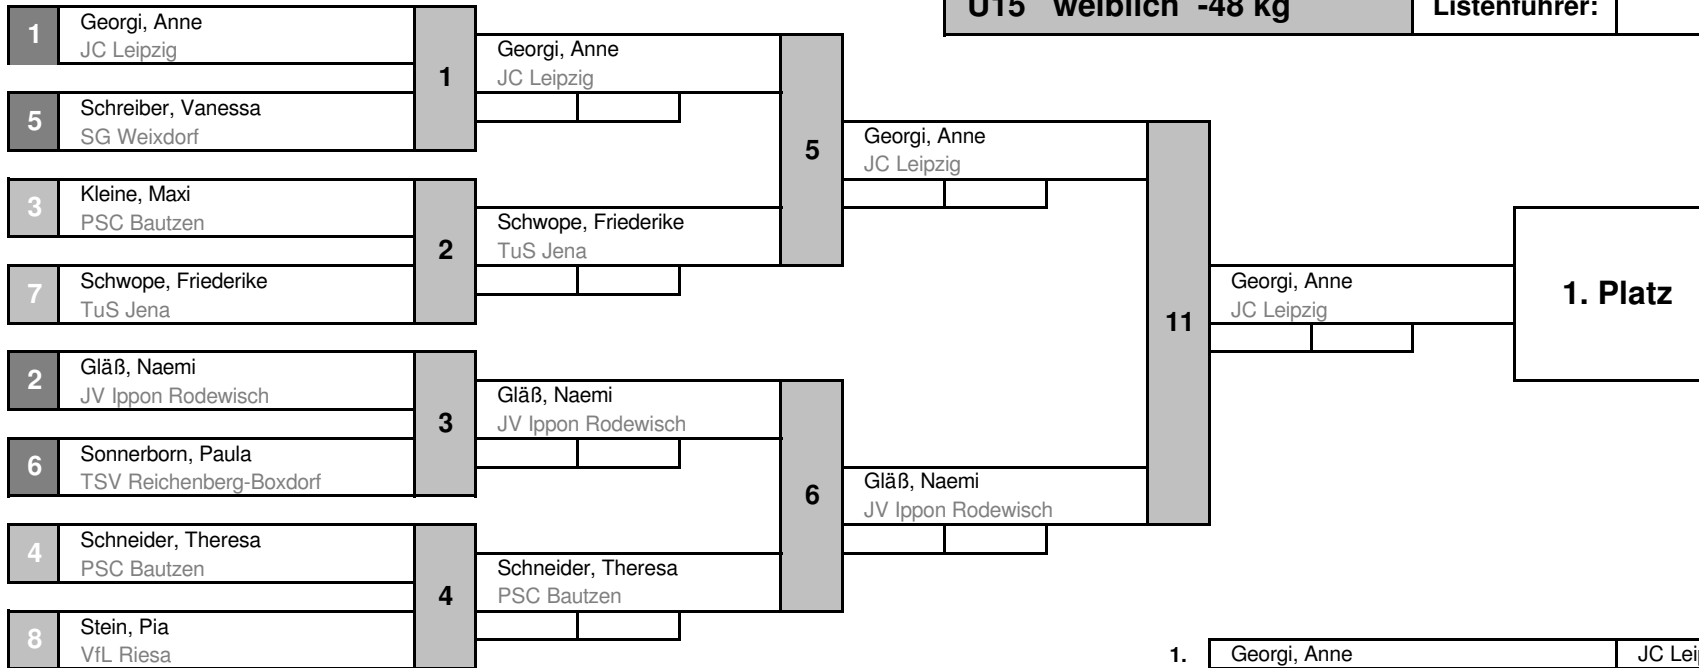 U15 weiblich -48 kg
Listenführer:
1
Georgi, Anne
JC Leipzig
5
Schreiber, Vanessa
SG Weixdorf
1
Georgi, Anne
JC Leipzig
3
Kleine, Maxi
PSC Bautzen
7
Schwope, Friederike
TuS Jena
2
Schwope, Friederike
TuS Jena
5
Georgi, Anne
JC Leipzig
2
Gläß, Naemi
JV Ippon Rodewisch
6
Sonnerborn, Paula
TSV Reichenberg-Boxdorf
3
Gläß, Naemi
JV Ippon Rodewisch
4
Schneider, Theresa
PSC Bautzen
8
Stein, Pia
VfL Riesa
4
Schneider, Theresa
PSC Bautzen
6
Gläß, Naemi
JV Ippon Rodewisch
11
Georgi, Anne
JC Leipzig
1. Platz
1. Georgi, Anne